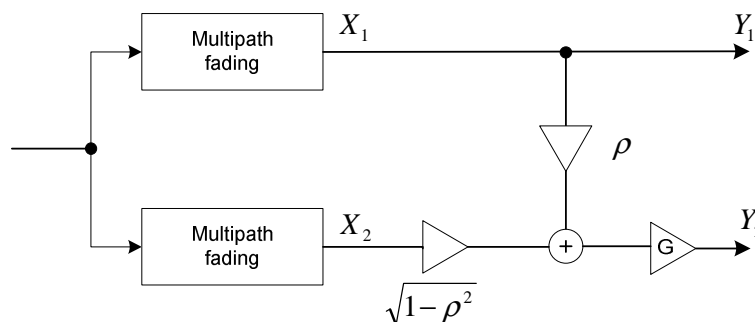 Multipath
fading
X₁
Y₁
ρ
Multipath
fading
X₂
√(1−ρ²)
+
G